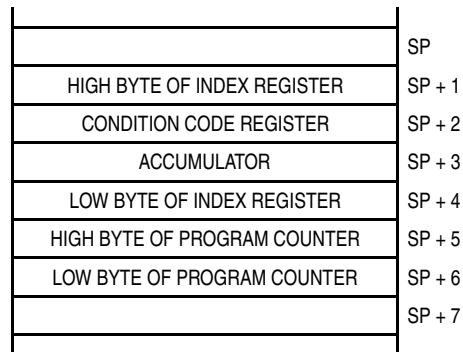 SP
HIGH BYTE OF INDEX REGISTER SP + 1
CONDITION CODE REGISTER SP + 2
ACCUMULATOR SP + 3
LOW BYTE OF INDEX REGISTER SP + 4
HIGH BYTE OF PROGRAM COUNTER SP + 5
LOW BYTE OF PROGRAM COUNTER SP + 6
SP + 7